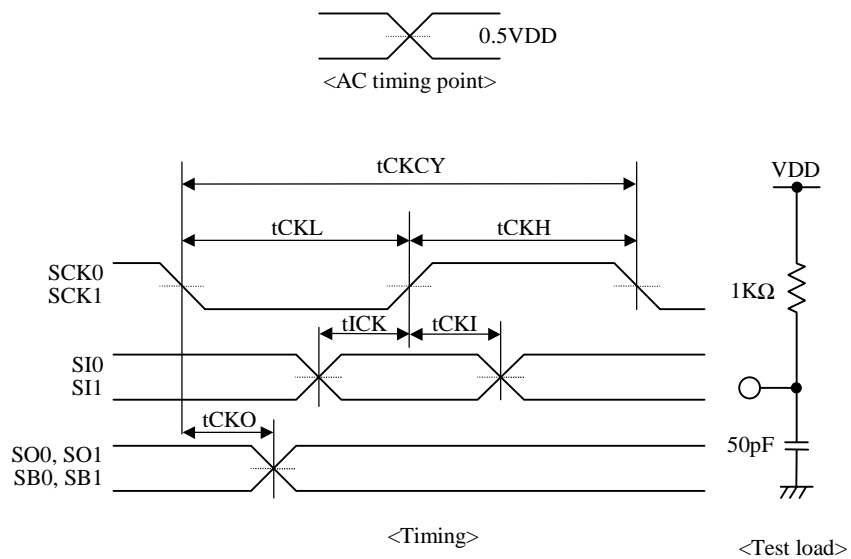 0.5VDD
<AC timing point>
tCKCY
VDD
tCKL
tCKH
SCK0
SCK1
1KΩ
tICK
tCKI
SI0
SI1
tCKO
SO0, SO1
SB0, SB1
50pF
<Timing>
<Test load>